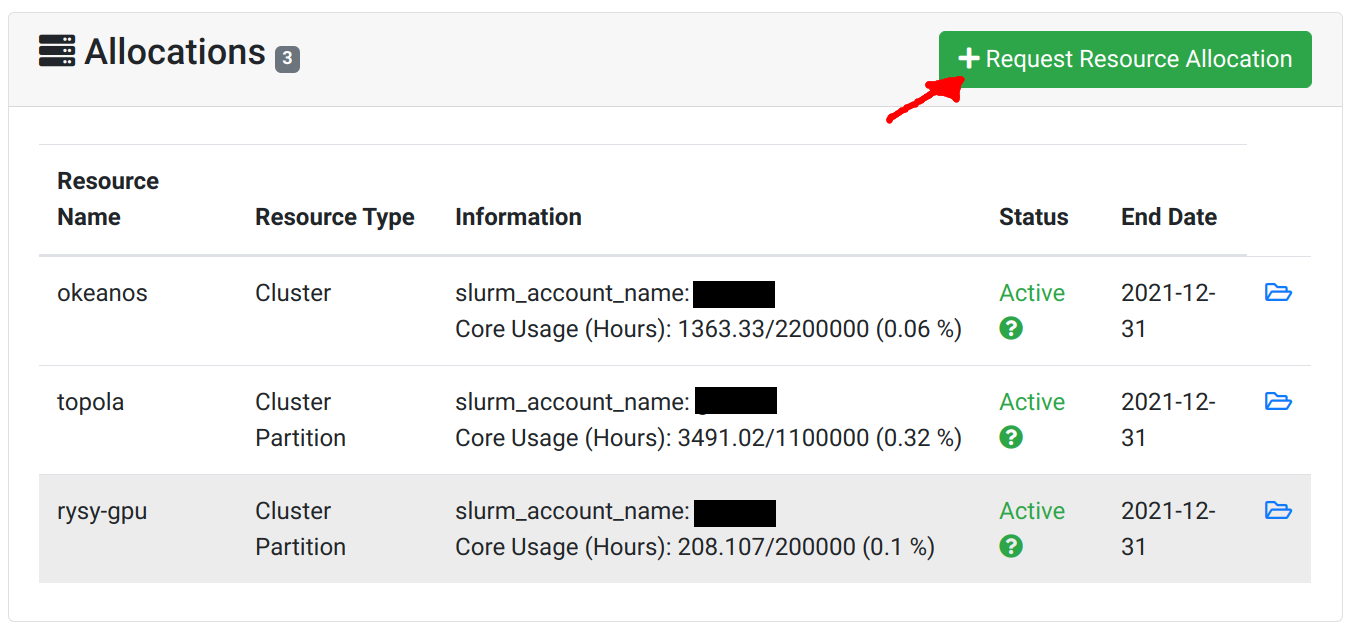 Allocations 3
+ Request Resource Allocation
Resource Name
Resource Type
Information
Status
End Date
okeanos
Cluster
slurm_account_name:
Core Usage (Hours): 1363.33/2200000 (0.06 %)
Active
?
2021-12-
31
topola
Cluster
Partition
slurm_account_name:
Core Usage (Hours): 3491.02/1100000 (0.32 %)
Active
?
2021-12-
31
rysy-gpu
Cluster
Partition
slurm_account_name:
Core Usage (Hours): 208.107/200000 (0.1 %)
Active
?
2021-12-
31